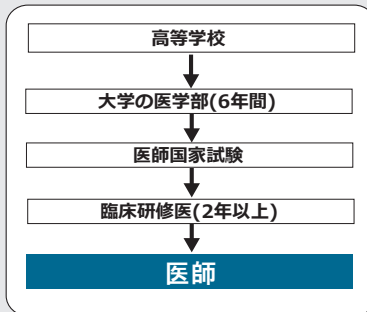 高等学校
大学の医学部(6年間)
医師国家試験
臨床研修医(2年以上)
医師